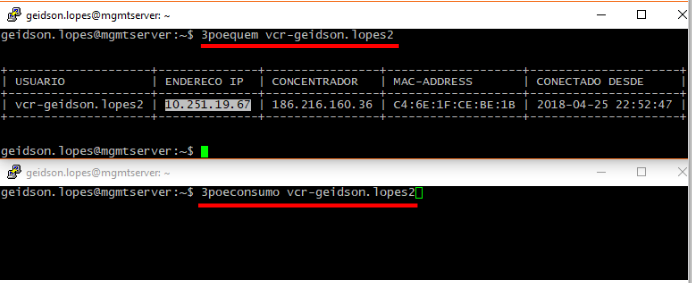 geidson.lopes@mgmtserver: ~
geidson.lopes@mgmtserver:~$ 3poequem vcr-geidson.lopes2
+--------------------+-------------+----------------+-------------------+---------------------+
| USUARIO | ENDERECO IP | CONCENTRADOR | MAC-ADDRESS | CONECTADO DESDE |
+--------------------+-------------+----------------+-------------------+---------------------+
| vcr-geidson.lopes2 | 10.251.19.67 | 186.216.160.36 | C4:6E:1F:CE:BE:1B | 2018-04-25 22:52:47 |
+--------------------+-------------+----------------+-------------------+---------------------+
geidson.lopes@mgmtserver:~$
geidson.lopes@mgmtserver: ~
geidson.lopes@mgmtserver:~$ 3poeconsumo vcr-geidson.lopes2